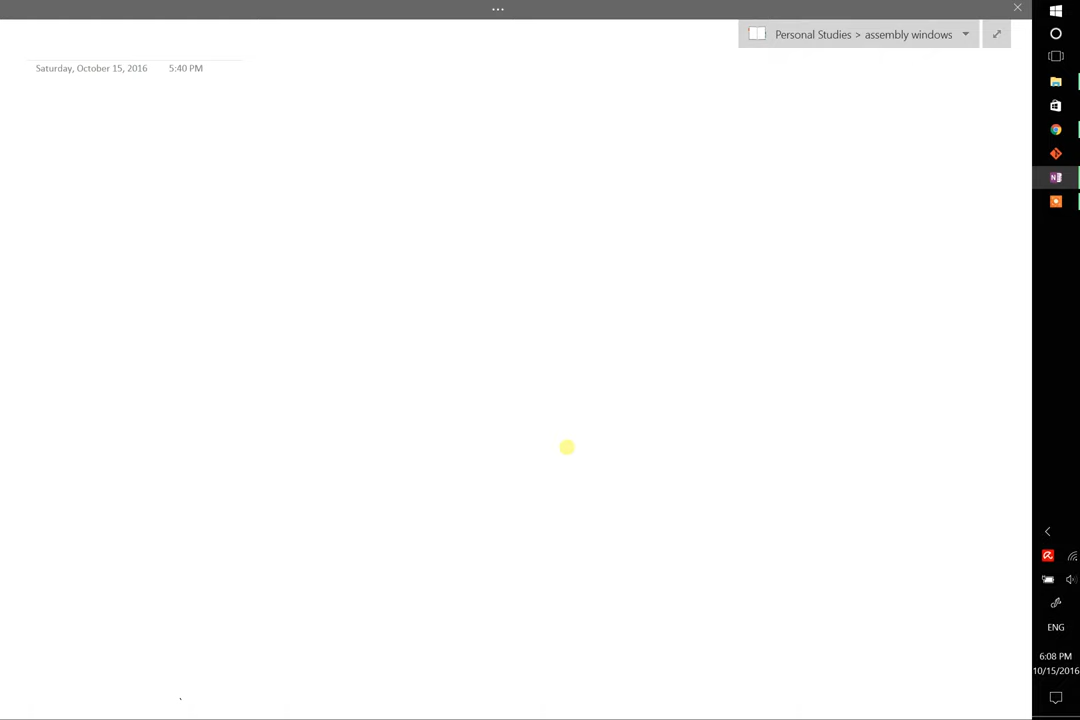 ...
Personal Studies > assembly windows
Saturday, October 15, 2016 5:40 PM
N
ENG
6:08 PM
10/15/2016